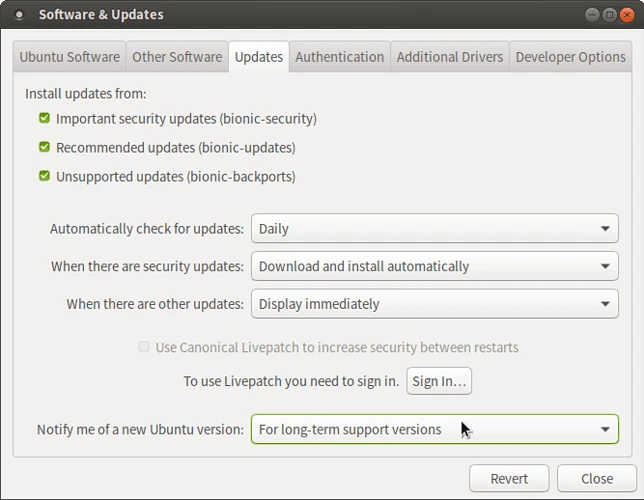 Software & Updates
Ubuntu Software Other Software Updates Authentication Additional Drivers Developer Options
Install updates from:
Important security updates (bionic-security)
Recommended updates (bionic-updates)
Unsupported updates (bionic-backports)
Automatically check for updates: Daily
When there are security updates: Download and install automatically
When there are other updates: Display immediately
Use Canonical Livepatch to increase security between restarts
To use Livepatch you need to sign in. Sign In...
Notify me of a new Ubuntu version: For long-term support versions
Revert Close